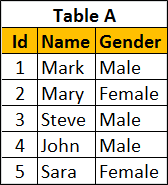 Table A
Id Name Gender
1 Mark Male
2 Mary Female
3 Steve Male
4 John Male
5 Sara Female